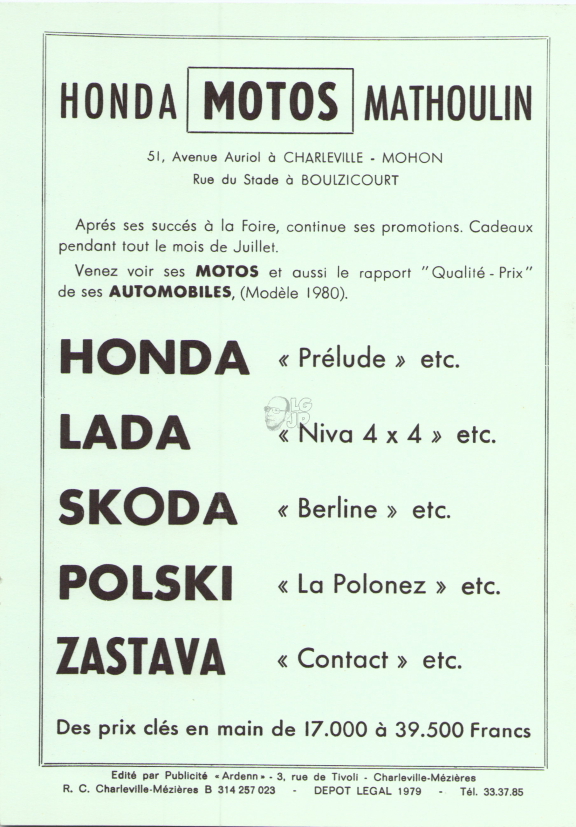 HONDA MOTOS MATHOULIN
51, Avenue Auriol à CHARLEVILLE - MOHON
Rue du Stade à BOULZICOURT
Aprés ses succés à la Foire, continue ses promotions. Cadeaux
pendant tout le mois de Juillet.
Venez voir ses MOTOS et aussi le rapport "Qualité - Prix"
de ses AUTOMOBILES, (Modèle 1980).
HONDA « Prélude » etc.
LADA « Niva 4 x 4 » etc.
SKODA « Berline » etc.
POLSKI « La Polonez » etc.
ZASTAVA « Contact » etc.
LG
JP
Des prix clés en main de 17.000 à 39.500 Francs
Edité par Publicité «Ardenn» - 3, rue de Tivoli - Charleville-Mézières
R. C. Charleville-Mézières B 314 257 023 - DEPOT LEGAL 1979 - Tél. 33.37.85